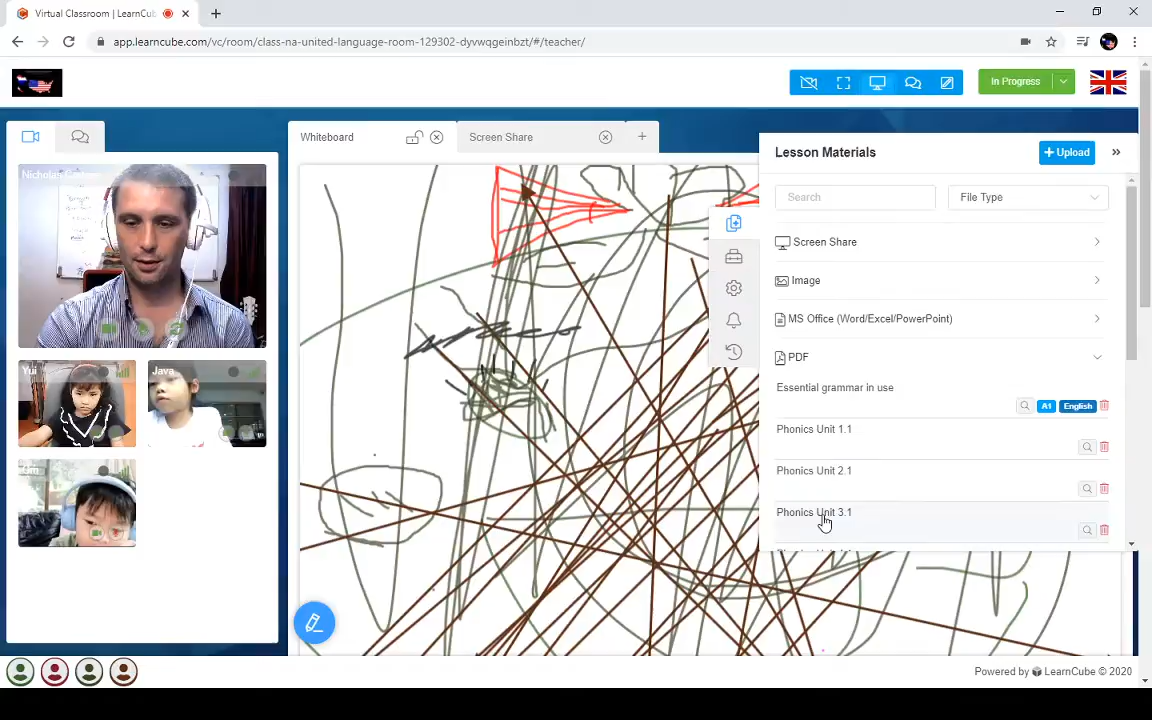 Virtual Classroom | LearnCub
app.learncube.com/vc/room/class-na-united-language-room-129302-dyvwqgeinbzt/#/teacher/
In Progress
Whiteboard
Screen Share
Lesson Materials
+ Upload
Search
File Type
Screen Share
Image
MS Office (Word/Excel/PowerPoint)
PDF
Essential grammar in use
A1
English
Phonics Unit 1.1
Phonics Unit 2.1
Phonics Unit 3.1
Nicholas
Yui
Java
Powered by LearnCube © 2020